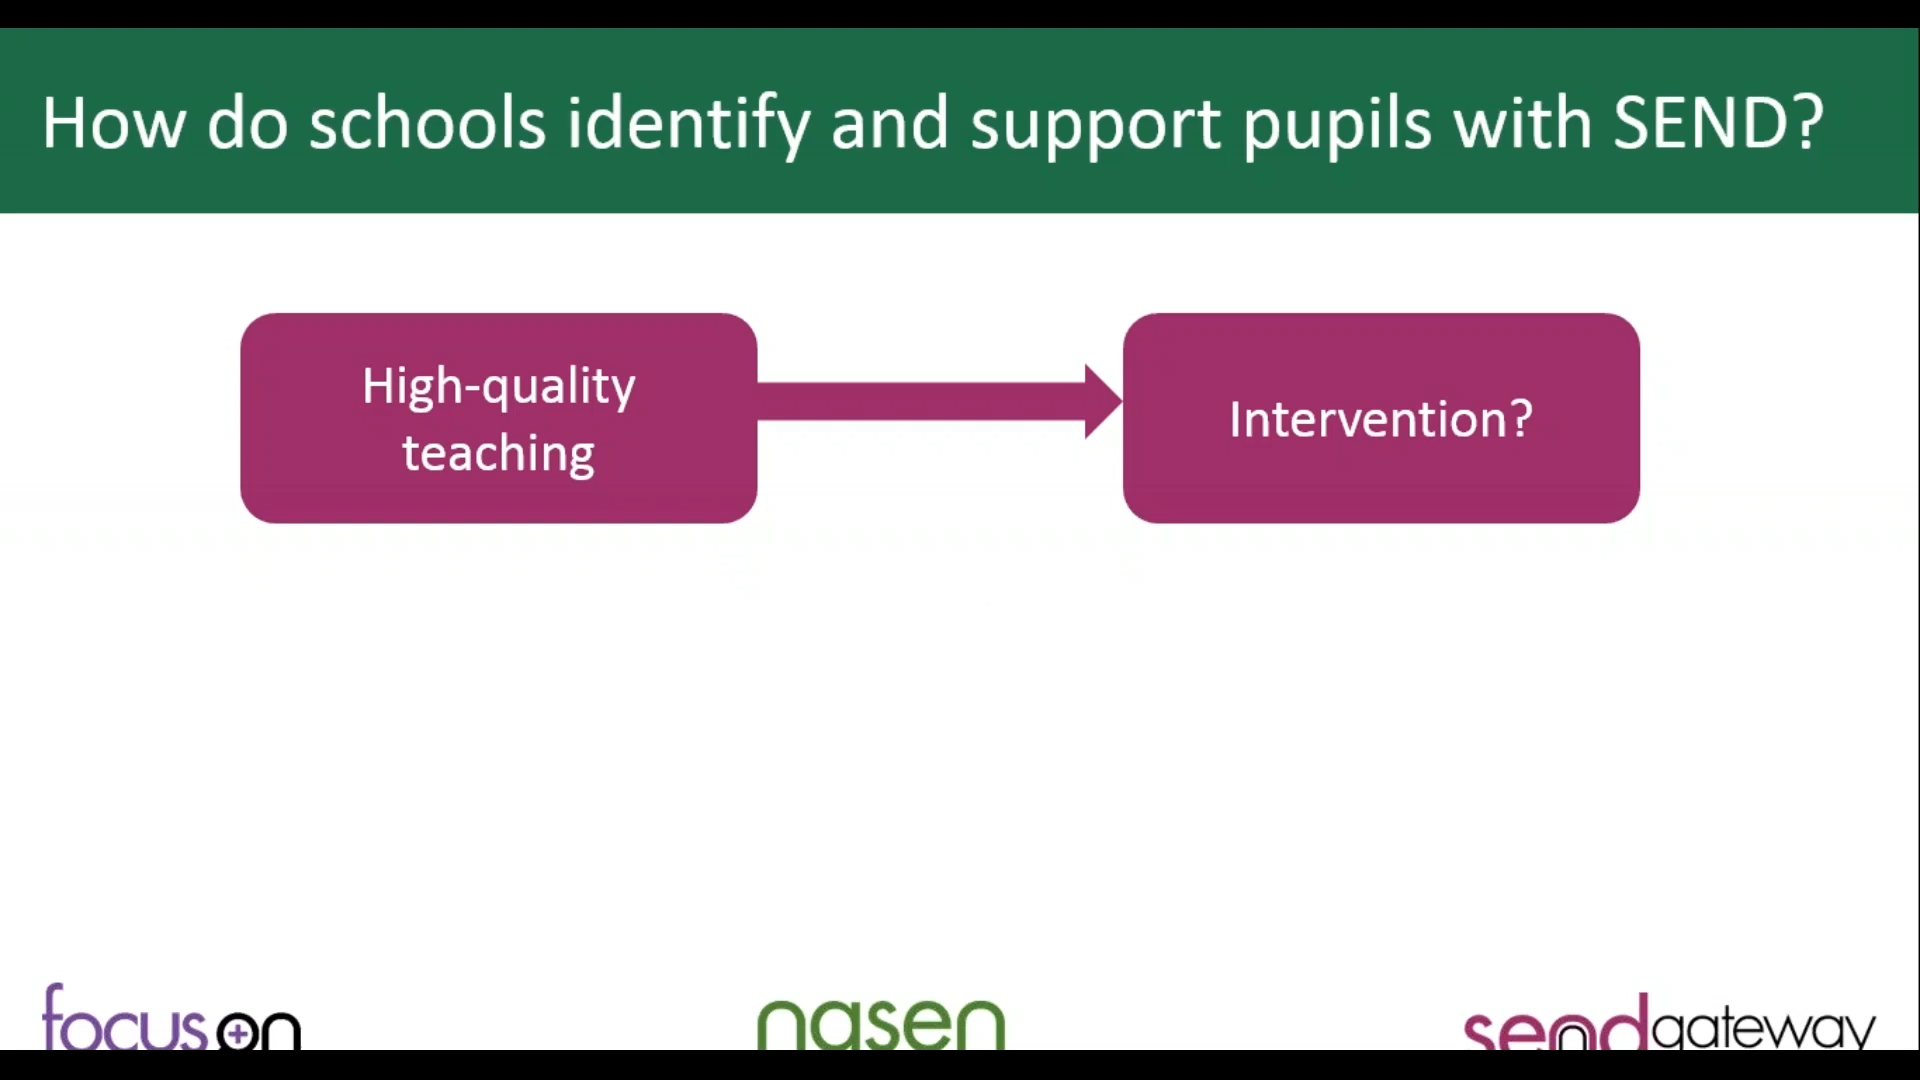 How do schools identify and support pupils with SEND?
High-quality
teaching
Intervention?
focus on
nasen
sendgateway